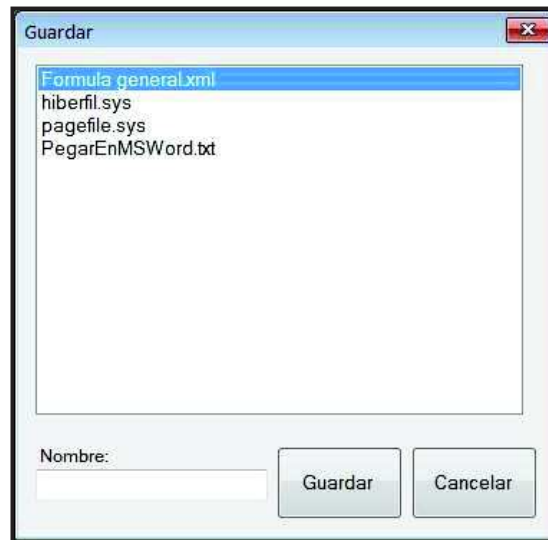 Guardar
Formula general.xml
hiberfil.sys
pagefile.sys
PegarEnMSWord.txt
Nombre:
Guardar
Cancelar